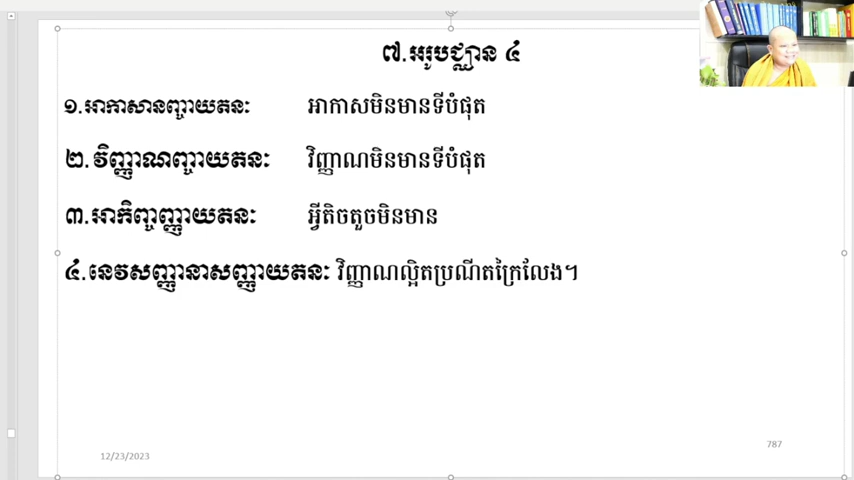 ៧.អរូបជ្ឈាន ៤
១.អាកាសានញ្ចាយតនៈ អាកាសមិនមានទីបំផុត
២.វិញ្ញាណញ្ចាយតនៈ វិញ្ញាណមិនមានទីបំផុត
៣.អាកិញ្ចញ្ញាយតនៈ អ្វីតិចតួចមិនមាន
៤.នេវសញ្ញានាសញ្ញាយតនៈ វិញ្ញាណល្អិតប្រណីតក្រៃលែង។
787
12/23/2023